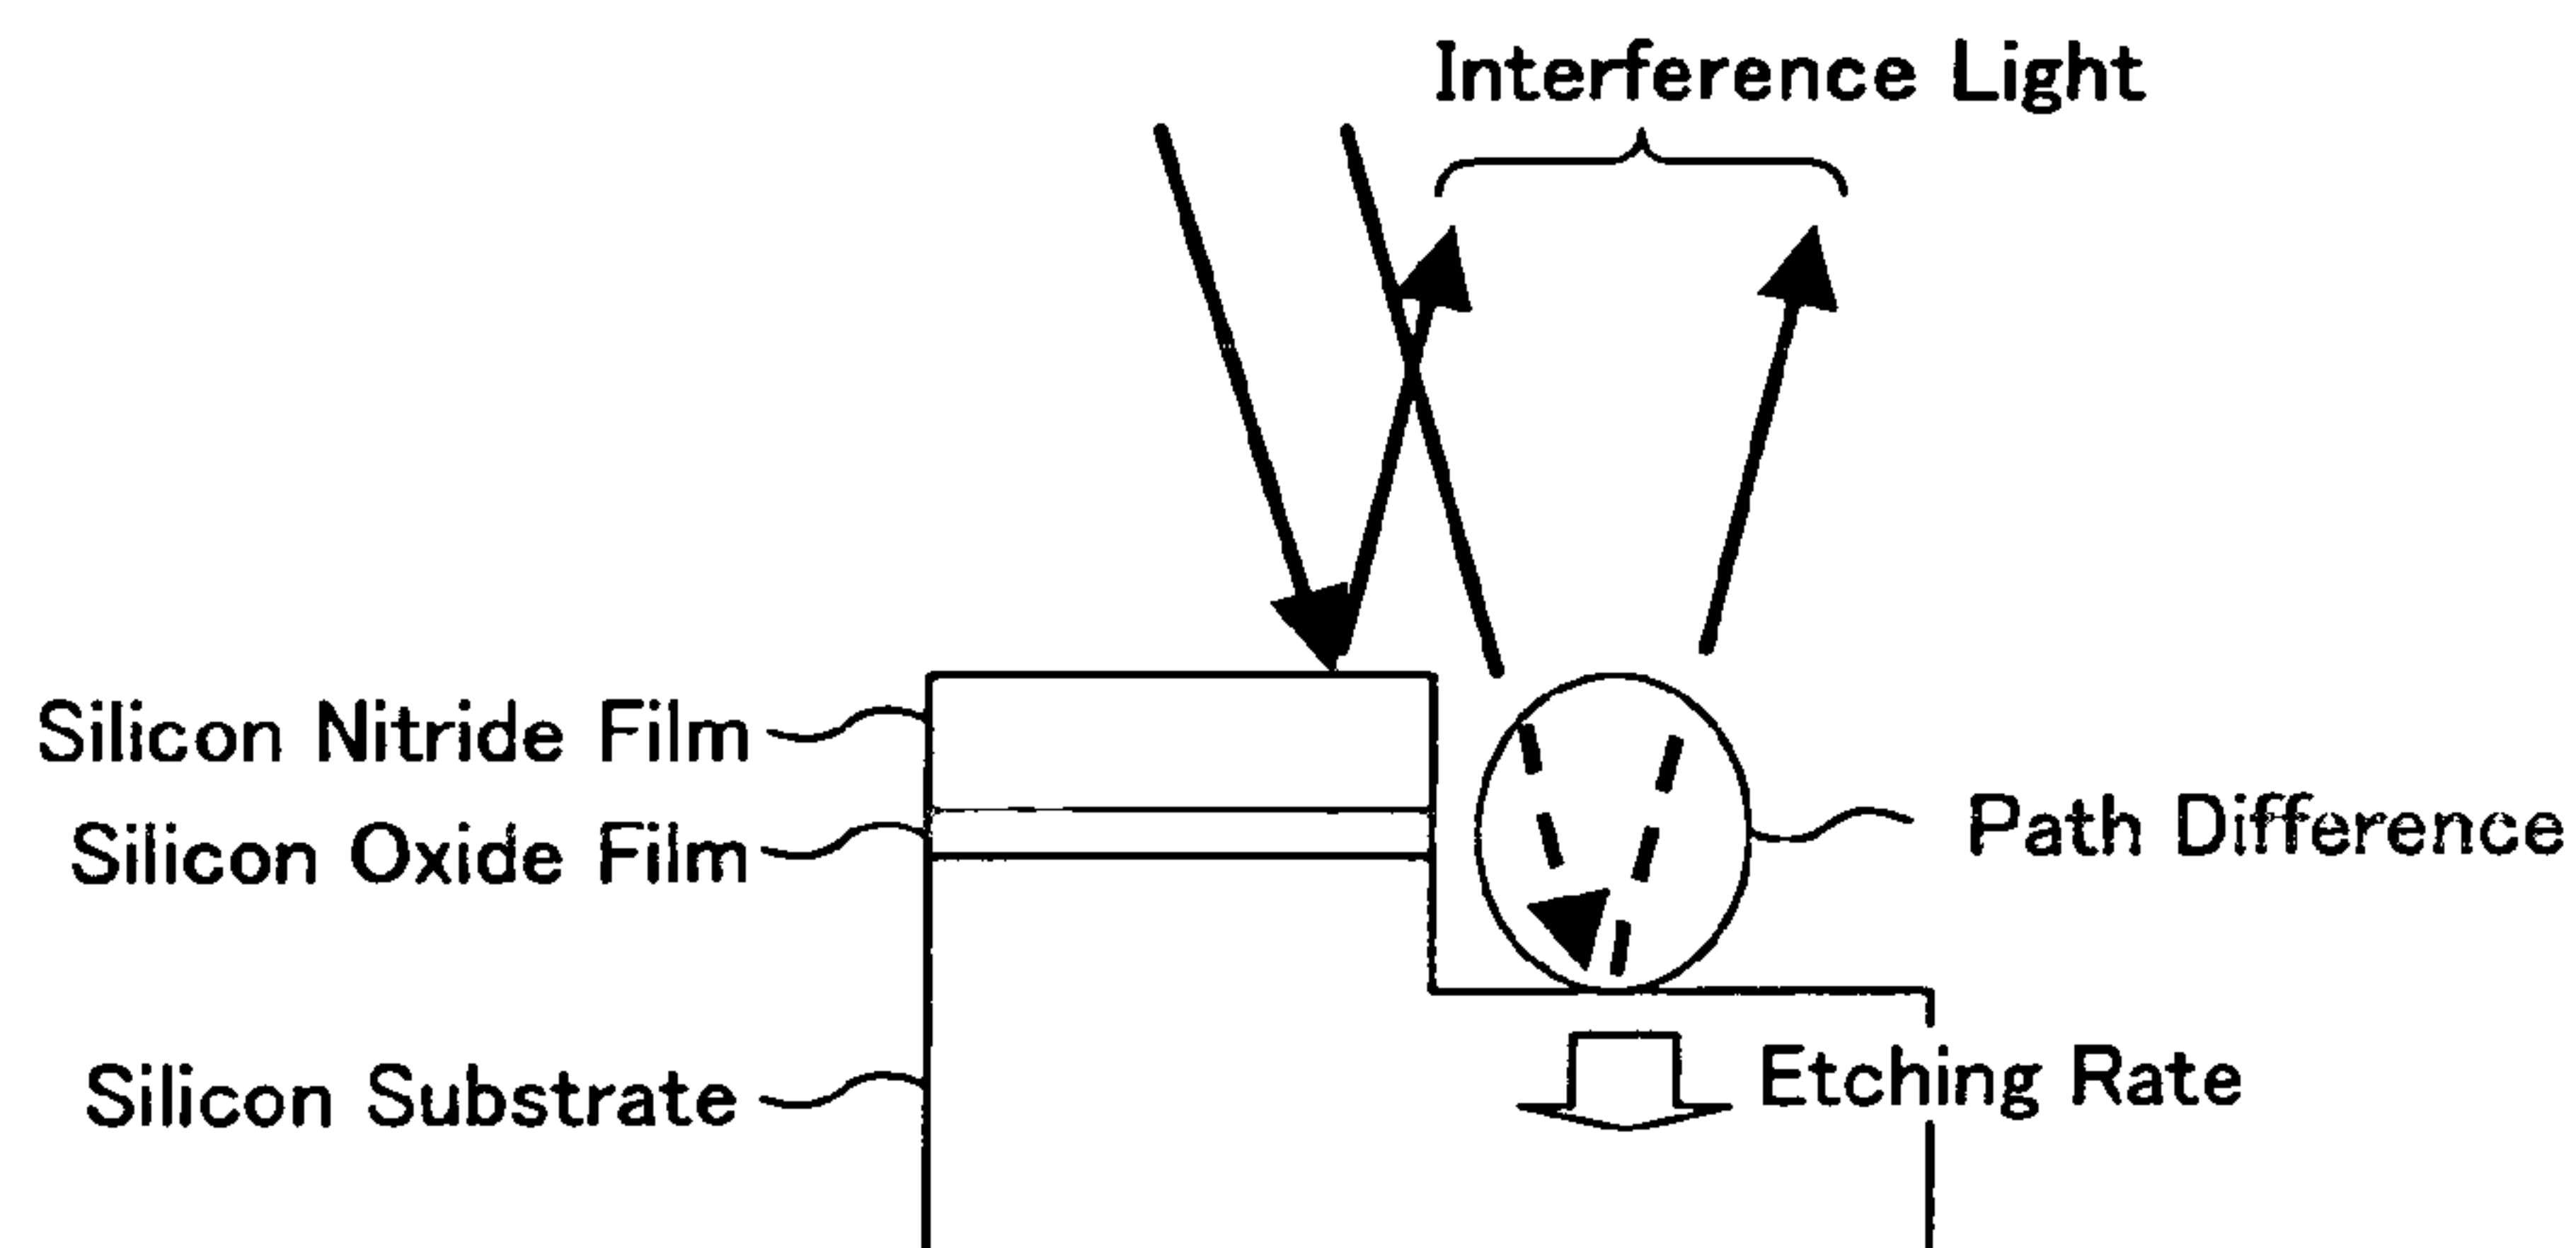 Interference Light
Silicon Nitride Film
Silicon Oxide Film
Path Difference
Silicon Substrate
Etching Rate